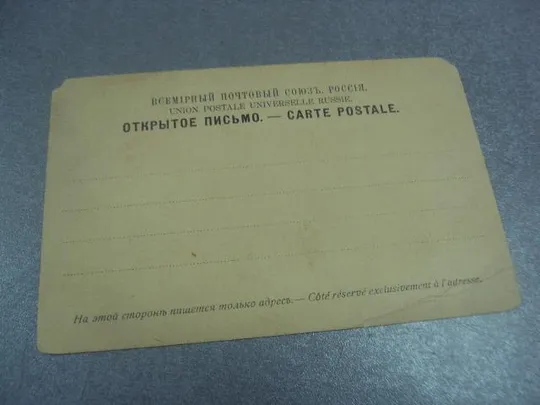 ВСЕМІРНЫЙ ПОЧТОВЫЙ СОЮЗЪ. РОССІЯ.
UNION POSTALE UNIVERSELLE RUSSIE.
ОТКРЫТОЕ ПИСЬМО. — CARTE POSTALE.
На этой сторонѣ пишется только адресъ. — Côté réservé exclusivement à l'adresse.